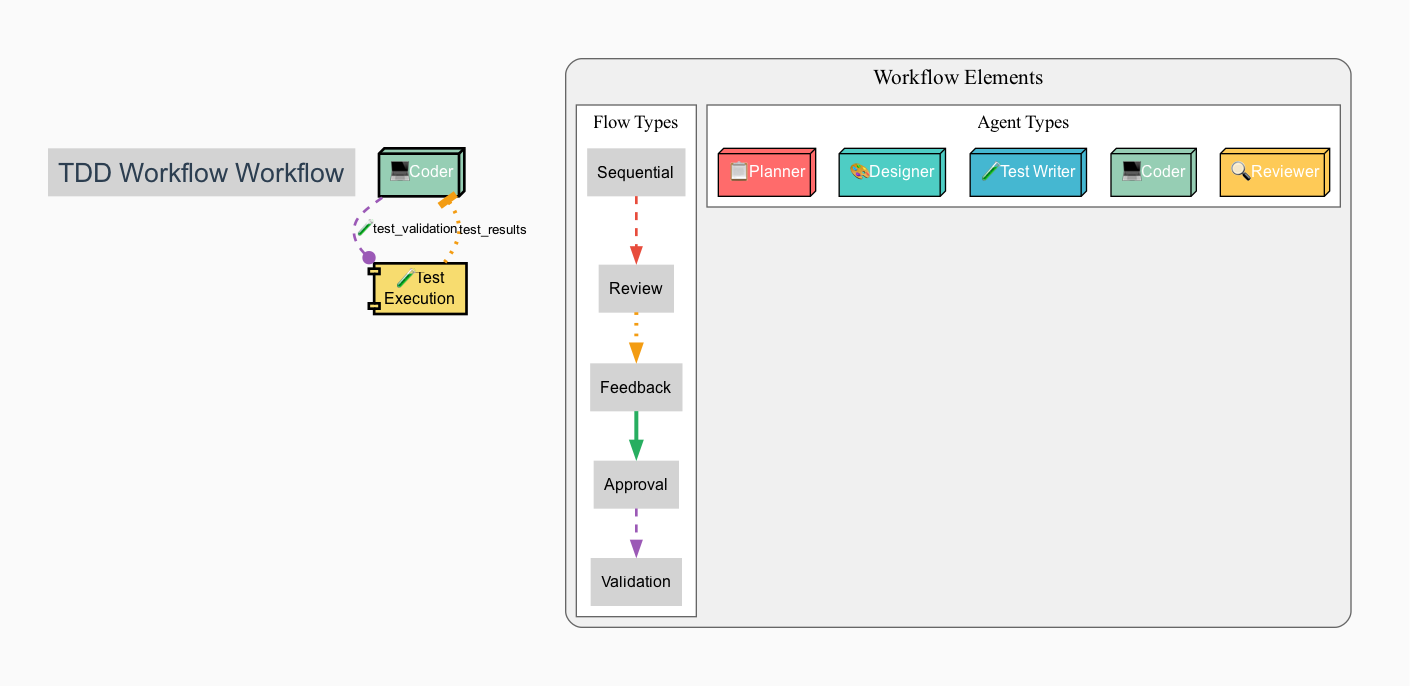 TDD Workflow Workflow
💻Coder
🧪test_validation
test_results
🧪Test
Execution
Workflow Elements
Flow Types
Sequential
Review
Feedback
Approval
Validation
Agent Types
📋Planner
🎨Designer
🧪Test Writer
💻Coder
🔍Reviewer